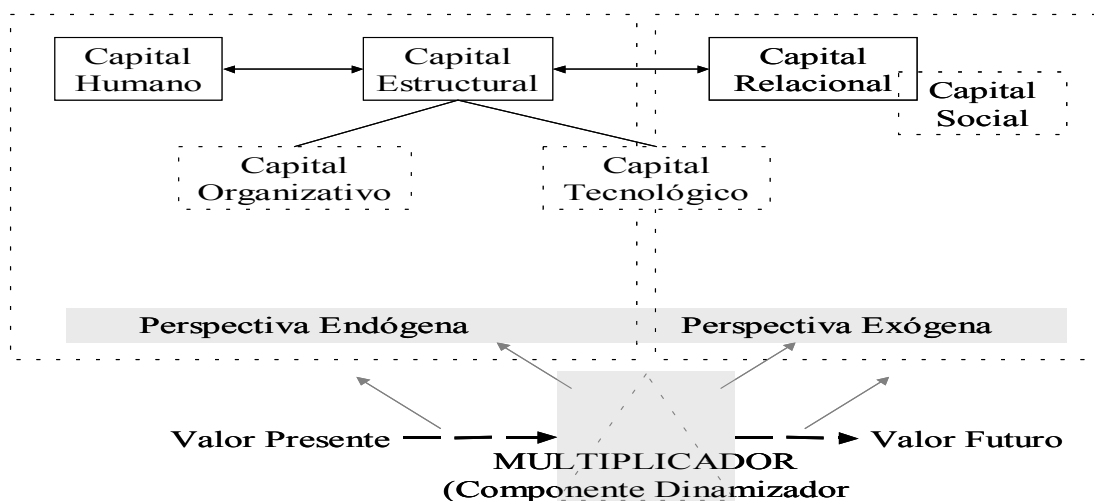 Capital
Humano
Capital
Estructural
Capital
Relacional
Capital
Social
Capital
Organizativo
Capital
Tecnológico
Perspectiva Endógena
Perspectiva Exógena
Valor Presente
Valor Futuro
MULTIPLICADOR
(Componente Dinamizador